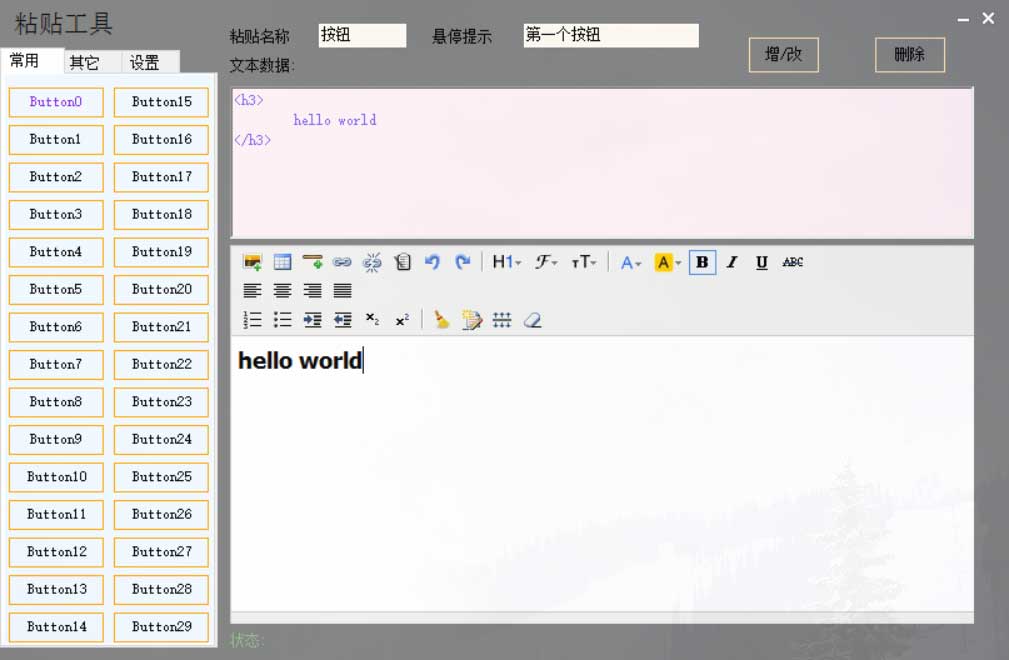 粘贴工具
粘贴名称 按钮 悬停提示 第一个按钮
增/改 删除
常用 其它 设置
文本数据:
Button0 Button15
Button1 Button16
Button2 Button17
Button3 Button18
Button4 Button19
Button5 Button20
Button6 Button21
Button7 Button22
Button8 Button23
Button9 Button24
Button10 Button25
Button11 Button26
Button12 Button27
Button13 Button28
Button14 Button29
<h3>
hello world
</h3>
H1 F TT A A B I U ABC
x2 x2
hello world
状态: